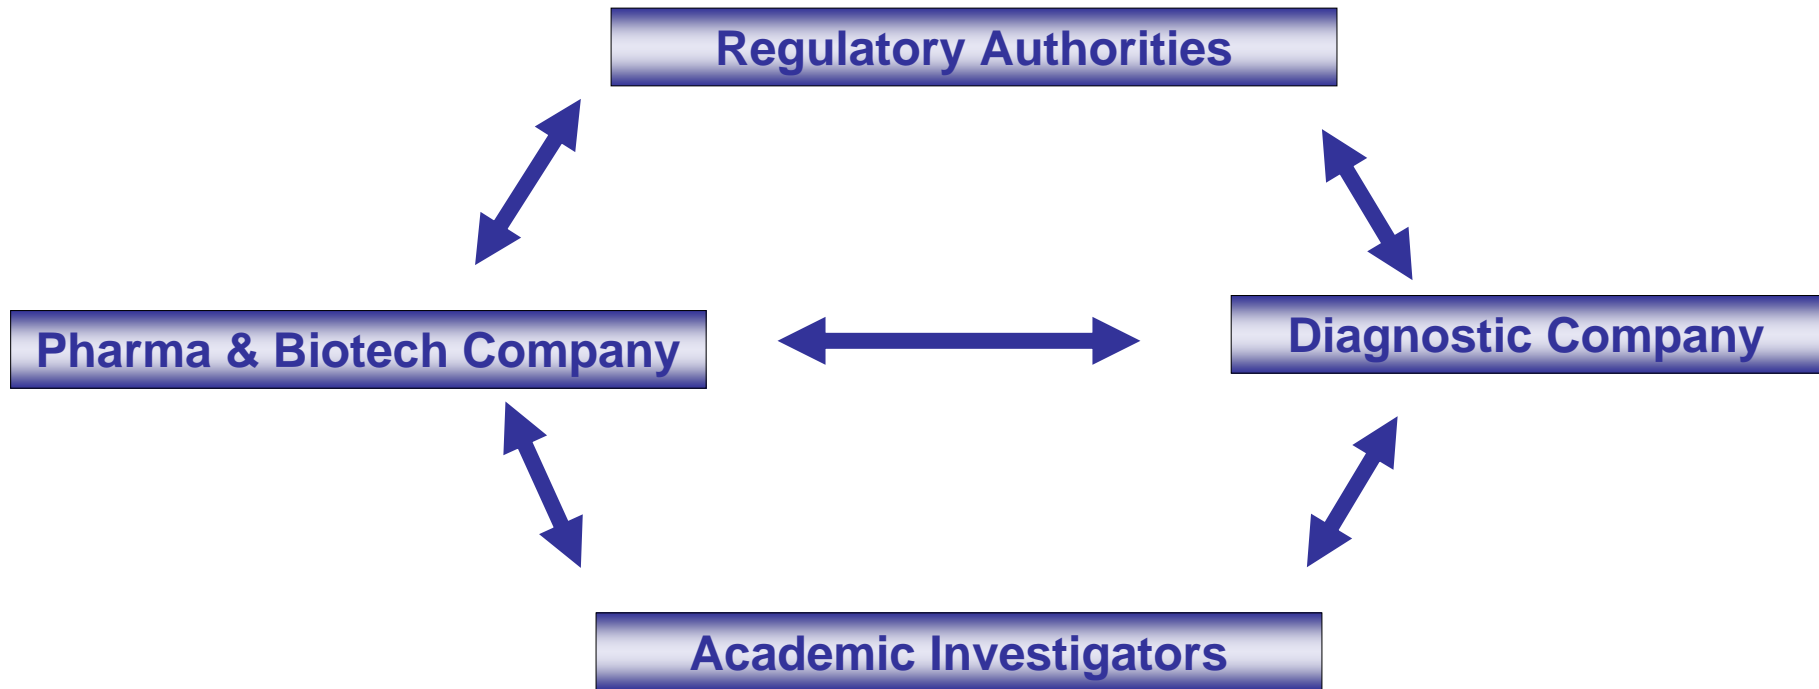 Regulatory Authorities
Pharma & Biotech Company
Diagnostic Company
Academic Investigators